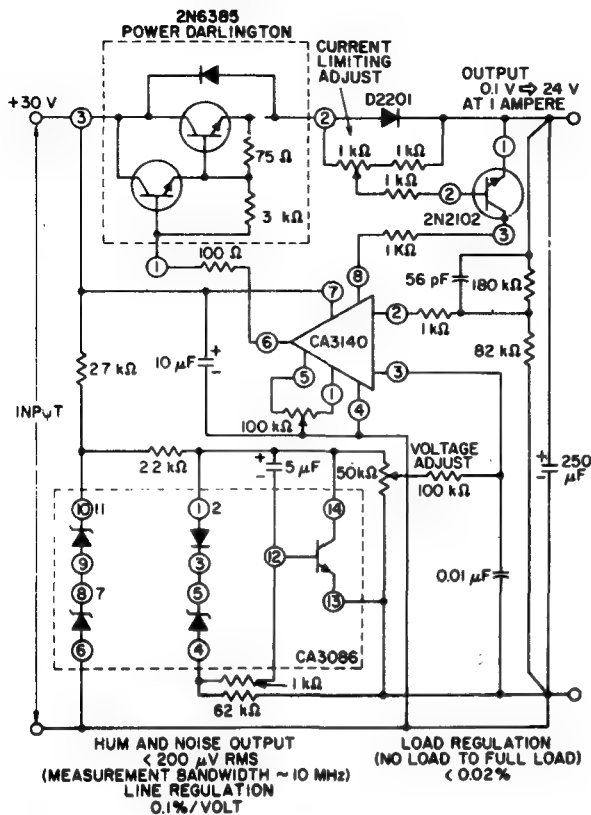 2N6385
POWER DARLINGTON
CURRENT
LIMITING
ADJUST
OUTPUT
0.1 V ⇨ 24 V
AT 1 AMPERE
+30 V
3
2
D2201
1 kΩ
1 kΩ
1
75 Ω
1 kΩ
2
2N2102
3 kΩ
3
1
100 Ω
1 KΩ
8
56 pF
180 kΩ
7
2
1 kΩ
6
CA3140
82 kΩ
27 kΩ
10 μF
+
-
5
3
1
4
INPUT
100 kΩ
22 kΩ
+
-
5 μF
50kΩ
VOLTAGE
ADJUST
100 kΩ
+
-
250
μF
10 11
1 2
14
9
3
12
8 7
5
0.01 μF
13
6
4
CA3086
1 kΩ
62 kΩ
HUM AND NOISE OUTPUT
< 200 μV RMS
(MEASUREMENT BANDWIDTH ~ 10 MHz)
LINE REGULATION
0.1%/VOLT
LOAD REGULATION
(NO LOAD TO FULL LOAD)
< 0.02%